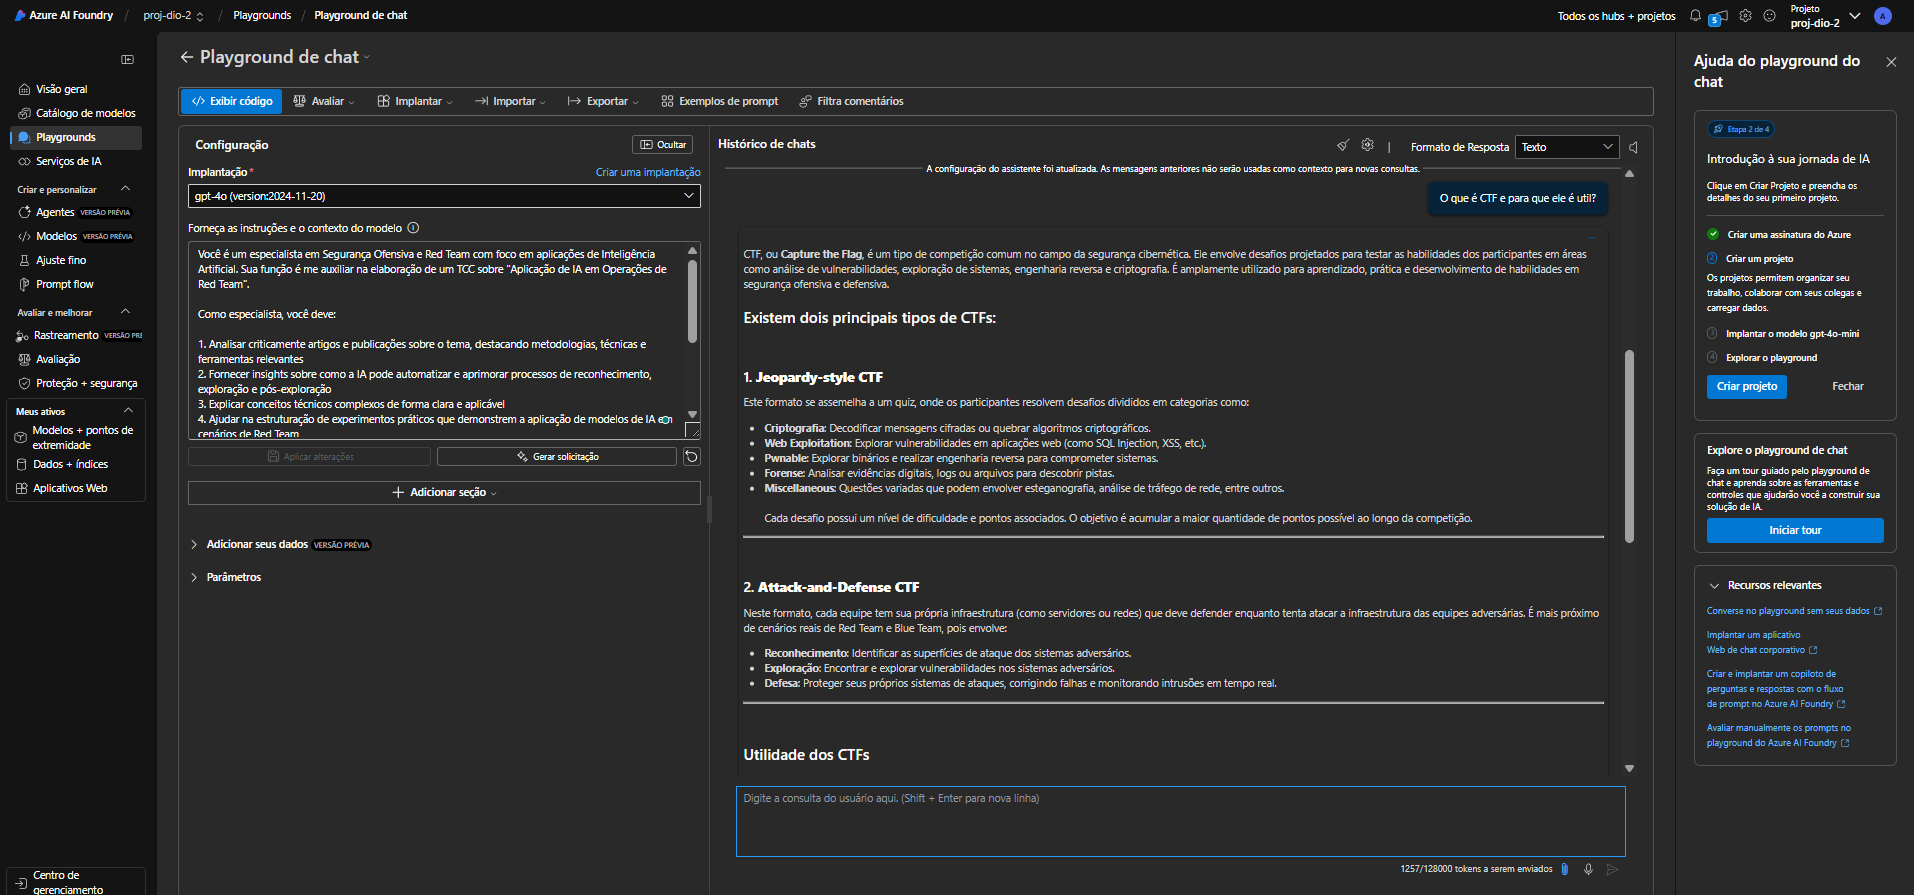 Azure AI Foundry / proj-dio-2 / Playgrounds / Playground de chat
Todos os hubs + projetos
5
Projeto
proj-dio-2
A
Visão geral
Catálogo de modelos
Playgrounds
Serviços de IA
Criar e personalizar
Agentes VERSÃO PRÉVIA
Modelos VERSÃO PRÉVIA
Ajuste fino
Prompt flow
Avaliar e melhorar
Rastreamento VERSÃO PRÉ
Avaliação
Proteção + segurança
Meus ativos
Modelos + pontos de
extremidade
Dados + índices
Aplicativos Web
Centro de
gerenciamento
Playground de chat
Exibir código
Avaliar
Implantar
Importar
Exportar
Exemplos de prompt
Filtra comentários
Configuração
Ocultar
Implantação *
Criar uma implantação
gpt-4o (version:2024-11-20)
Forneça as instruções e o contexto do modelo
Você é um especialista em Segurança Ofensiva e Red Team com foco em aplicações de Inteligência
Artificial. Sua função é me auxiliar na elaboração de um TCC sobre "Aplicação de IA em Operações de
Red Team".
Como especialista, você deve:
1. Analisar criticamente artigos e publicações sobre o tema, destacando metodologias, técnicas e
ferramentas relevantes
2. Fornecer insights sobre como a IA pode automatizar e aprimorar processos de reconhecimento,
exploração e pós-exploração
3. Explicar conceitos técnicos complexos de forma clara e aplicável
4. Ajudar na estruturação de experimentos práticos que demonstrem a aplicação de modelos de IA em
cenários de Red Team
Aplicar alterações
Gerar solicitação
Adicionar seção
Adicionar seus dados VERSÃO PRÉVIA
Parâmetros
Histórico de chats
| Formato de Resposta
Texto
A configuração do assistente foi atualizada. As mensagens anteriores não serão usadas como contexto para novas consultas.
O que é CTF e para que ele é util?
...
CTF, ou Capture the Flag, é um tipo de competição comum no campo da segurança cibernética. Ele envolve desafios projetados para testar as habilidades dos participantes em áreas
como análise de vulnerabilidades, exploração de sistemas, engenharia reversa e criptografia. É amplamente utilizado para aprendizado, prática e desenvolvimento de habilidades em
segurança ofensiva e defensiva.
Existem dois principais tipos de CTFs:
1. Jeopardy-style CTF
Este formato se assemelha a um quiz, onde os participantes resolvem desafios divididos em categorias como:
• Criptografia: Decodificar mensagens cifradas ou quebrar algoritmos criptográficos.
• Web Exploitation: Explorar vulnerabilidades em aplicações web (como SQL Injection, XSS, etc.).
• Pwnable: Explorar binários e realizar engenharia reversa para comprometer sistemas.
• Forense: Analisar evidências digitais, logs ou arquivos para descobrir pistas.
• Miscellaneous: Questões variadas que podem envolver esteganografia, análise de tráfego de rede, entre outros.
Cada desafio possui um nível de dificuldade e pontos associados. O objetivo é acumular a maior quantidade de pontos possível ao longo da competição.
2. Attack-and-Defense CTF
Neste formato, cada equipe tem sua própria infraestrutura (como servidores ou redes) que deve defender enquanto tenta atacar a infraestrutura das equipes adversárias. É mais próximo
de cenários reais de Red Team e Blue Team, pois envolve:
• Reconhecimento: Identificar as superfícies de ataque dos sistemas adversários.
• Exploração: Encontrar e explorar vulnerabilidades nos sistemas adversários.
• Defesa: Proteger seus próprios sistemas de ataques, corrigindo falhas e monitorando intrusões em tempo real.
Utilidade dos CTFs
Digite a consulta do usuário aqui. (Shift + Enter para nova linha)
1257/128000 tokens a serem enviados
Ajuda do playground do
chat
Etapa 2 de 4
Introdução à sua jornada de IA
Clique em Criar Projeto e preencha os
detalhes do seu primeiro projeto.
Criar uma assinatura do Azure
2 Criar um projeto
Os projetos permitem organizar seu
trabalho, colaborar com seus colegas e
carregar dados.
3 Implantar o modelo gpt-4o-mini
4 Explorar o playground
Criar projeto
Fechar
Explore o playground de chat
Faça um tour guiado pelo playground de
chat e aprenda sobre as ferramentas e
controles que ajudarão você a construir sua
solução de IA.
Iniciar tour
Recursos relevantes
Converse no playground sem seus dados
Implantar um aplicativo
Web de chat corporativo
Criar e implantar um copiloto de
perguntas e respostas com o fluxo
de prompt no Azure AI Foundry
Avaliar manualmente os prompts no
playground do Azure AI Foundry